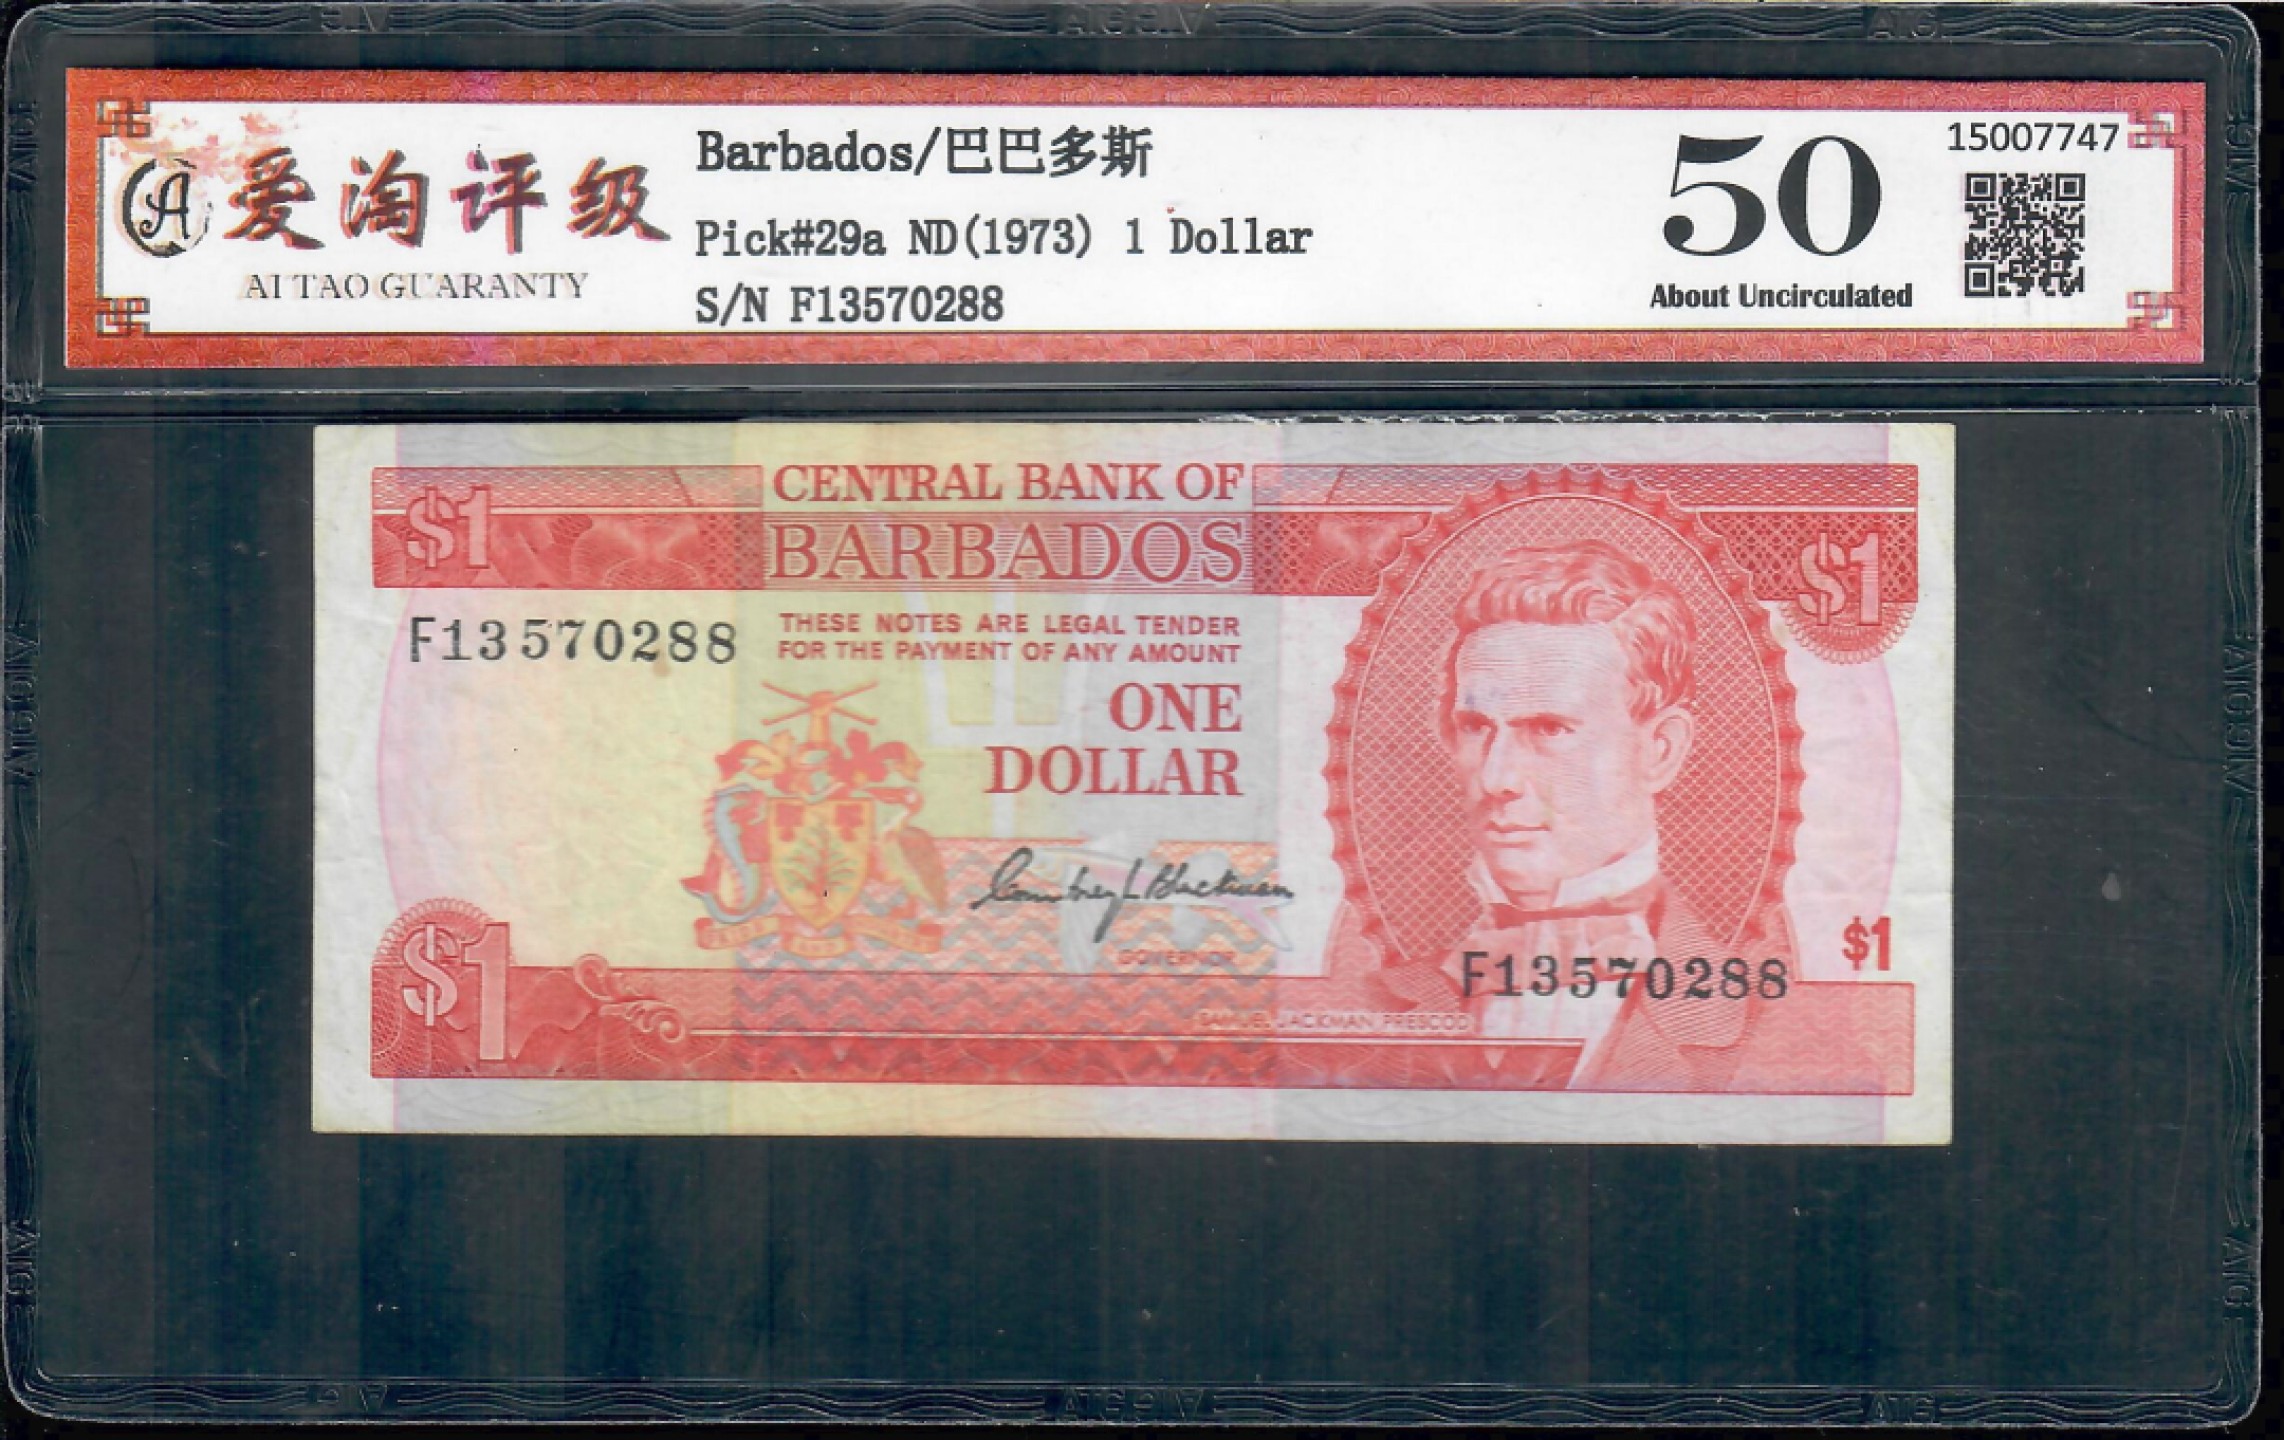 爱淘评级
AI TAO GUARANTY
Barbados/巴巴多斯
Pick#29a ND(1973) 1 Dollar
S/N F13570288
50
About Uncirculated
15007747
CENTRAL BANK OF
BARBADOS
$1
$1
F13570288
THESE NOTES ARE LEGAL TENDER
FOR THE PAYMENT OF ANY AMOUNT
ONE
DOLLAR
GOVERNOR
$1
$1
F13570288
SAMUEL JACKMAN PRESCOD